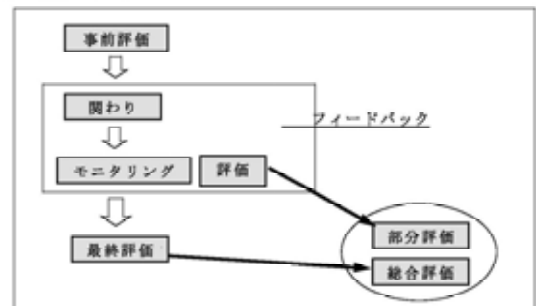 事前評価
関わり
フィードバック
モニタリング
評価
部分評価
最終評価
総合評価